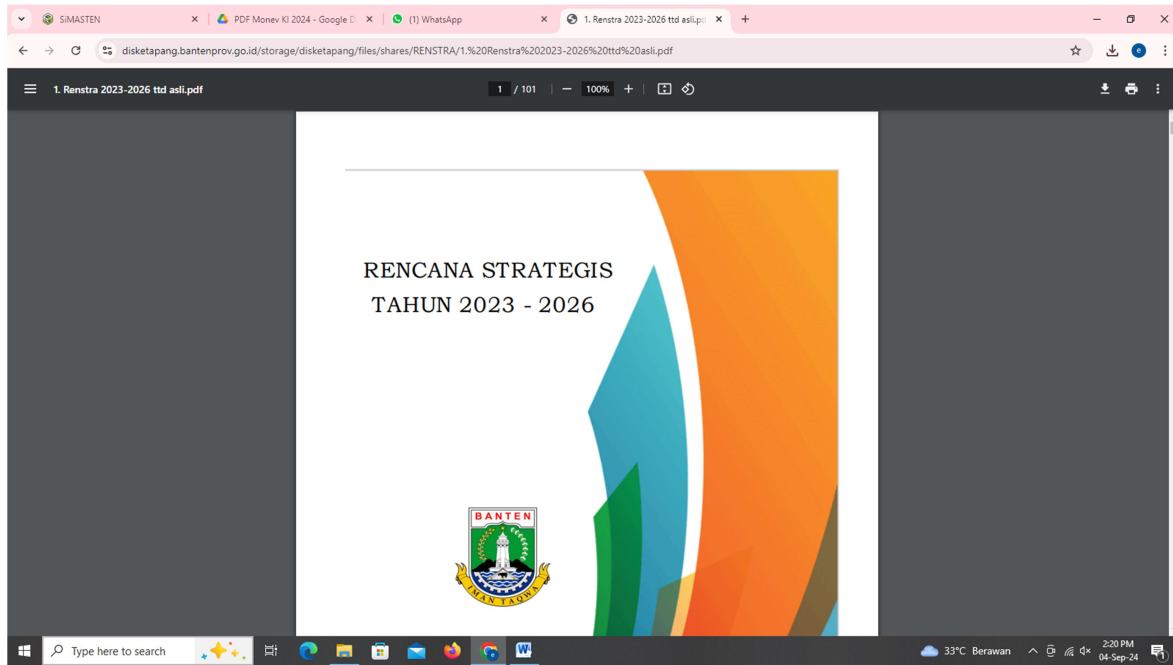 SiMASTEN
PDF Monev KI 2024 - Google D
(1) WhatsApp
1. Renstra 2023-2026 ttd asli.pd
disketapang.bantenprov.go.id/storage/disketapang/files/shares/RENSTRA/1.%20Renstra%202023-2026%20ttd%20asli.pdf
e
1. Renstra 2023-2026 ttd asli.pdf
1 / 101
100%
RENCANA STRATEGIS
TAHUN 2023 - 2026
BANTEN
IMAN TAQWA
Type here to search
33°C Berawan
2:20 PM
04-Sep-24